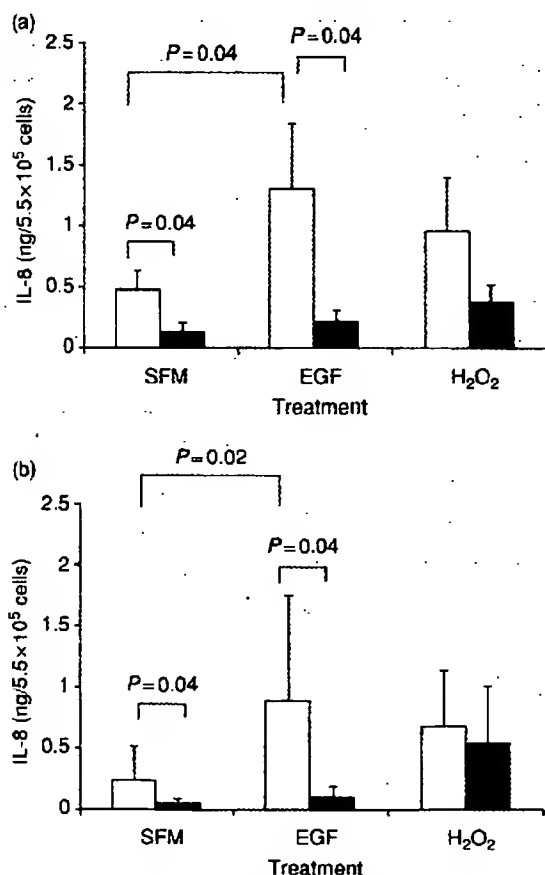 (a)
2.5
P=0.04
P=0.04
2
1.5
1
P=0.04
0.5
0
IL-8 (ng/5.5×10⁵ cells)
SFM EGF H₂O₂
Treatment
(b)
P=0.02
2.5
2
P=0.04
1.5
1
P=0.04
0.5
0
IL-8 (ng/5.5×10⁵ cells)
SFM EGF H₂O₂
Treatment